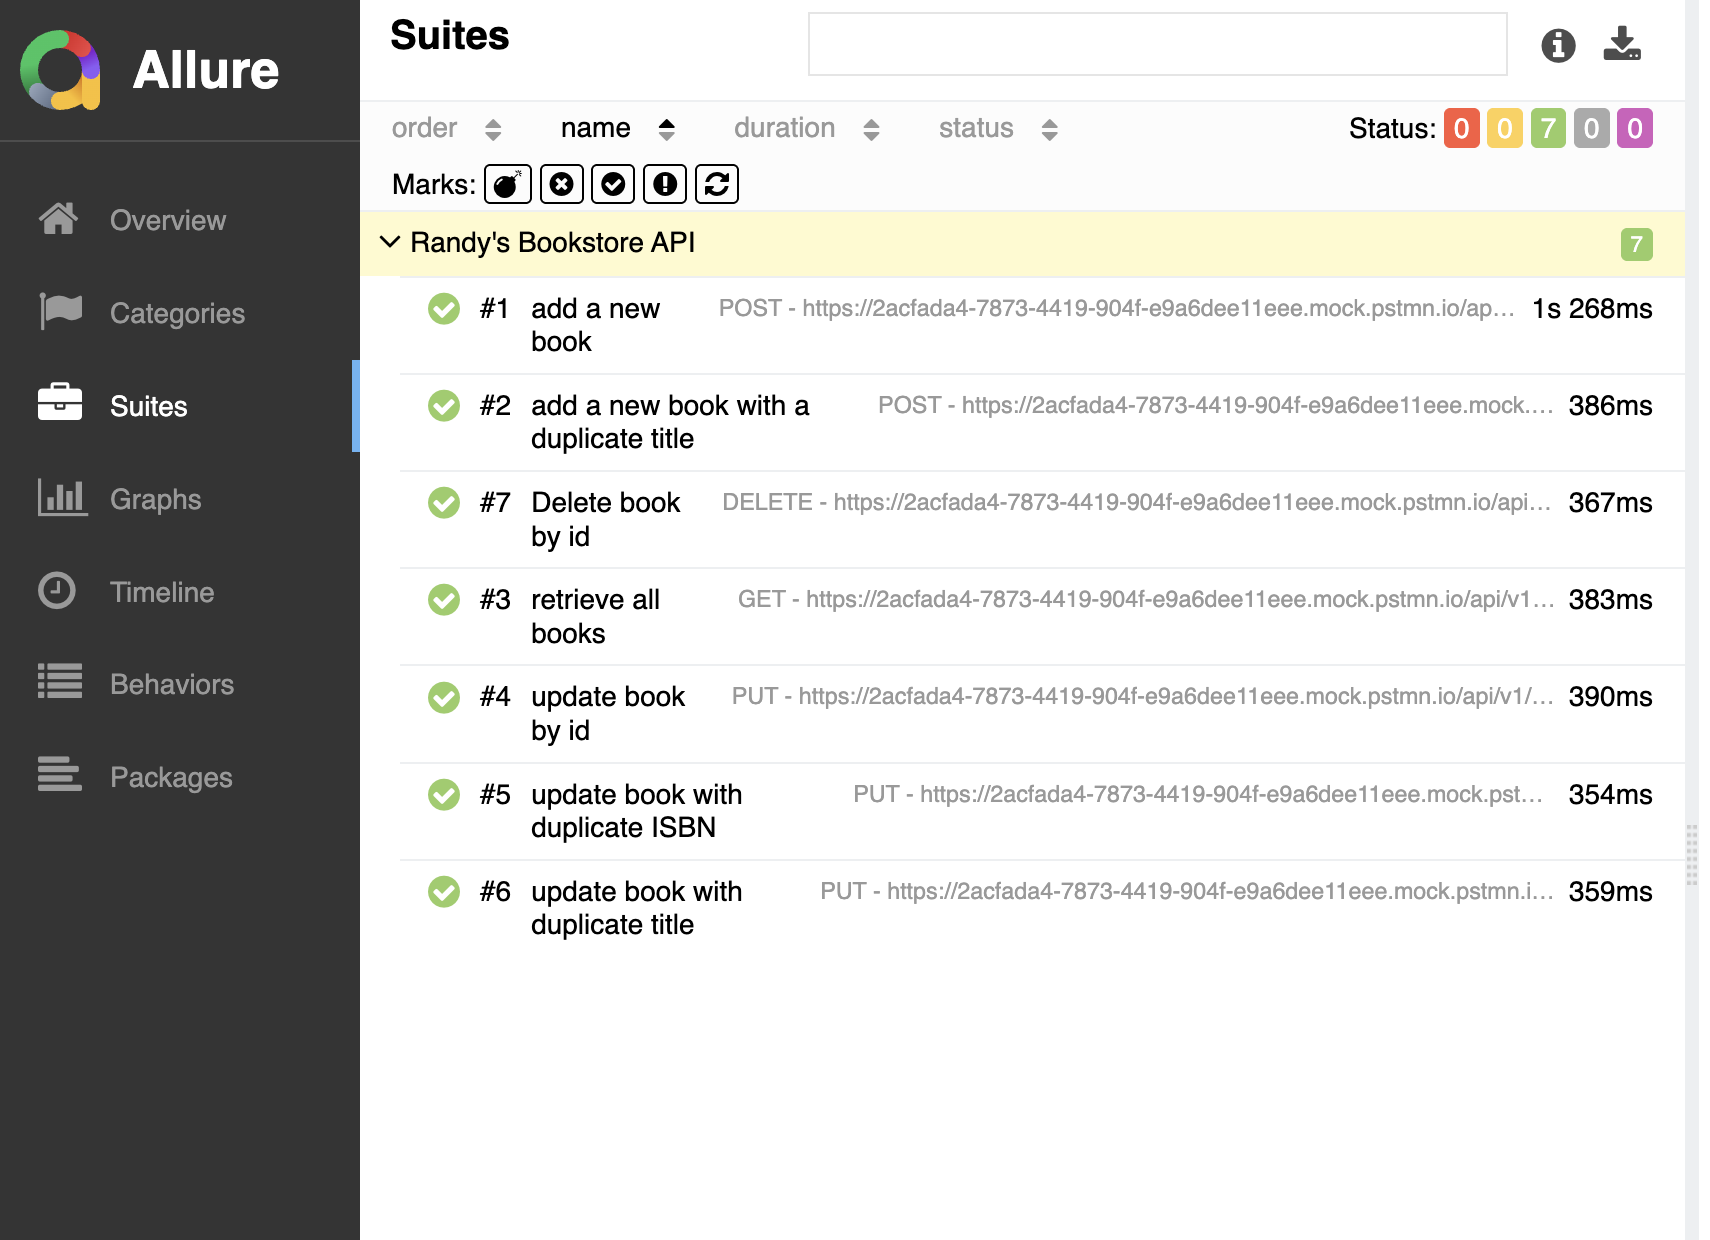 Allure
Overview
Categories
Suites
Graphs
Timeline
Behaviors
Packages
Suites
order name duration status
Status: 0 0 7 0 0
Marks:
Randy's Bookstore API 7
#1 add a new book POST - https://2acfada4-7873-4419-904f-e9a6dee11eee.mock.pstmn.io/ap... 1s 268ms
#2 add a new book with a duplicate title POST - https://2acfada4-7873-4419-904f-e9a6dee11eee.mock.... 386ms
#7 Delete book by id DELETE - https://2acfada4-7873-4419-904f-e9a6dee11eee.mock.pstmn.io/api... 367ms
#3 retrieve all books GET - https://2acfada4-7873-4419-904f-e9a6dee11eee.mock.pstmn.io/api/v1... 383ms
#4 update book by id PUT - https://2acfada4-7873-4419-904f-e9a6dee11eee.mock.pstmn.io/api/v1/... 390ms
#5 update book with duplicate ISBN PUT - https://2acfada4-7873-4419-904f-e9a6dee11eee.mock.pst... 354ms
#6 update book with duplicate title PUT - https://2acfada4-7873-4419-904f-e9a6dee11eee.mock.pstmn.i... 359ms